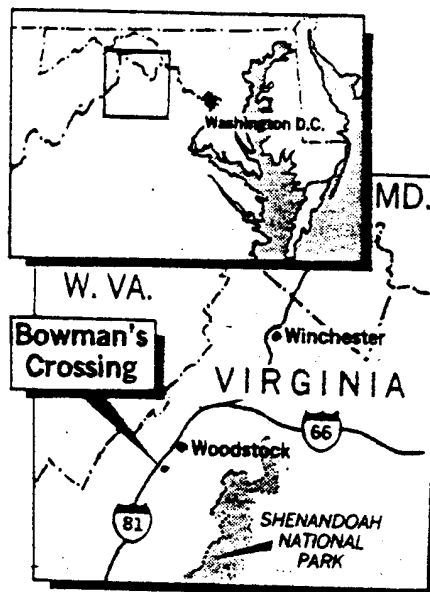 Washington D.C.
MD.
W. VA.
Bowman's
Crossing
Winchester
VIRGINIA
66
Woodstock
81
SHENANDOAH
NATIONAL
PARK